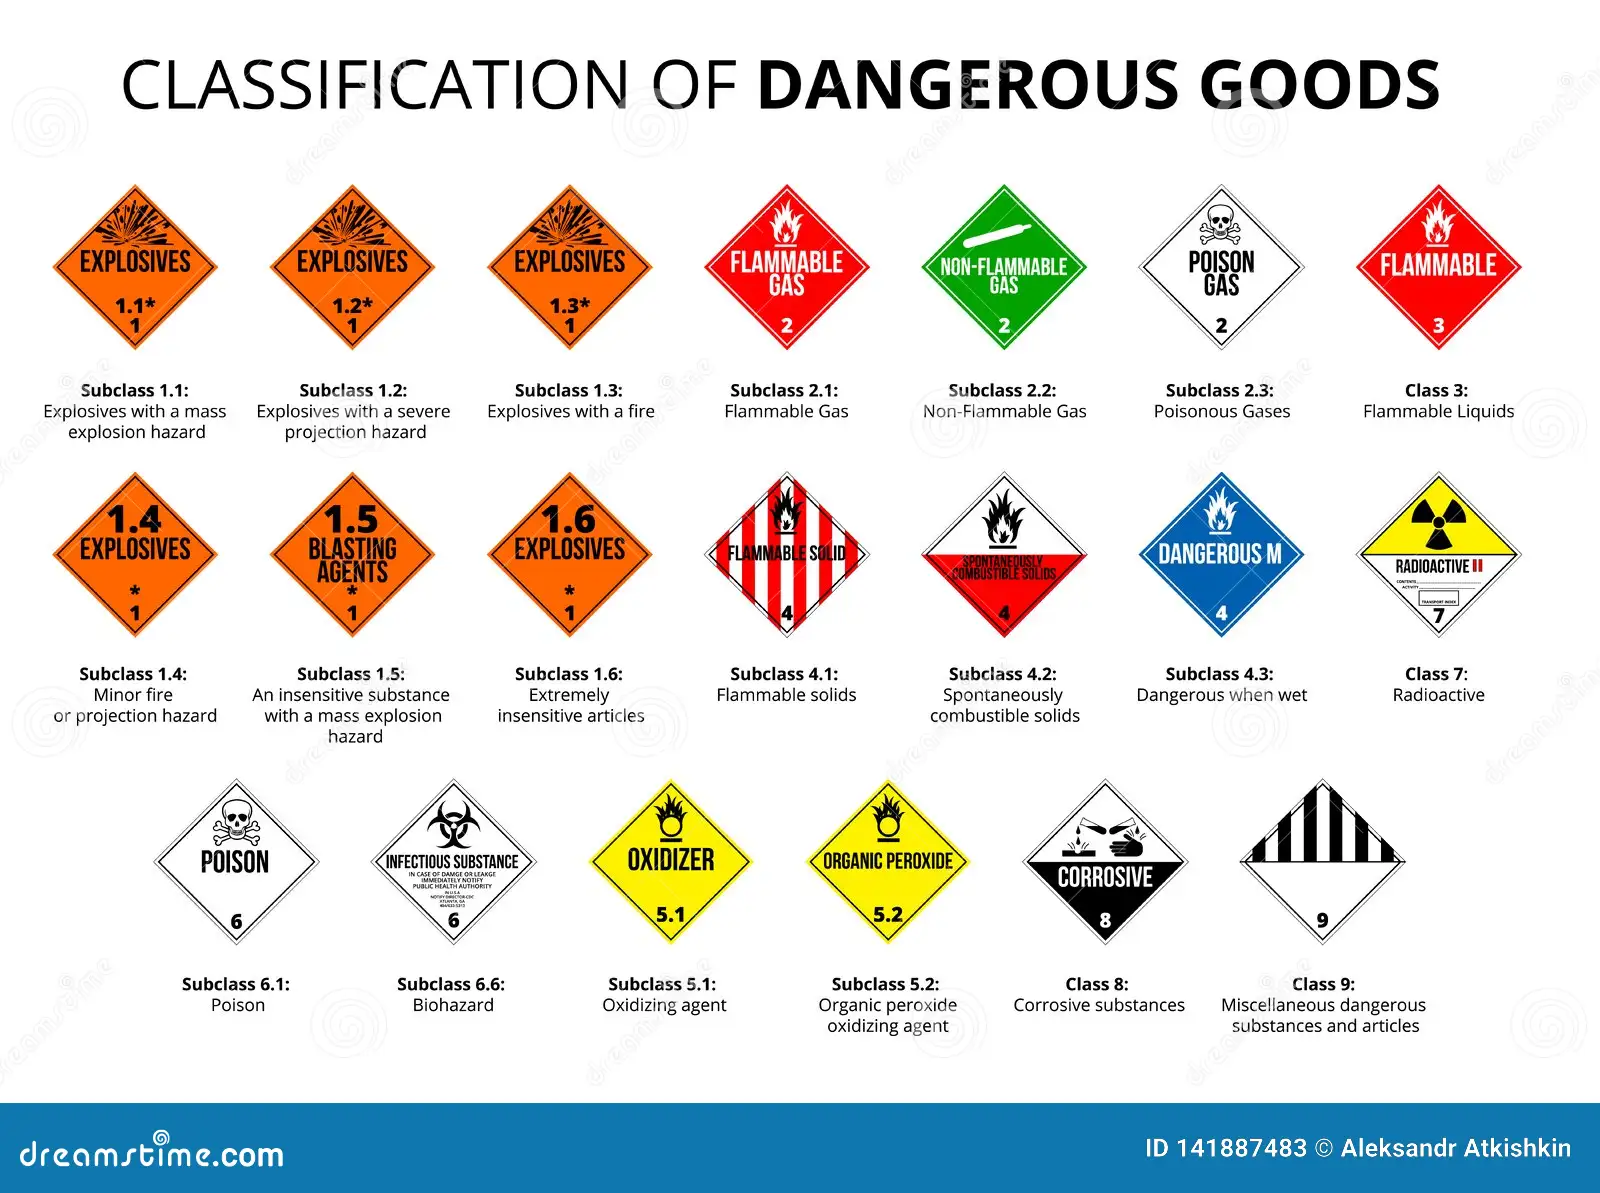 CLASSIFICATION OF DANGEROUS GOODS
EXPLOSIVES
1.1*
1
EXPLOSIVES
1.2*
1
EXPLOSIVES
1.3*
1
FLAMMABLE
GAS
2
NON-FLAMMABLE
GAS
2
POISON
GAS
2
FLAMMABLE
3
Subclass 1.1:
Explosives with a mass
explosion hazard
Subclass 1.2:
Explosives with a severe
projection hazard
Subclass 1.3:
Explosives with a fire
Subclass 2.1:
Flammable Gas
Subclass 2.2:
Non-Flammable Gas
Subclass 2.3:
Poisonous Gases
Class 3:
Flammable Liquids
1.4
EXPLOSIVES
*
1
1.5
BLASTING
AGENTS
*
1
1.6
EXPLOSIVES
*
1
FLAMMABLE SOLID
4
SPONTANEOUSLY
COMBUSTIBLE SOLIDS
4
DANGEROUS M
4
RADIOACTIVE II
CONTENTS
ACTIVITY
TRANSPORT INDEX
7
Subclass 1.4:
Minor fire
or projection hazard
Subclass 1.5:
An insensitive substance
with a mass explosion
hazard
Subclass 1.6:
Extremely
insensitive articles
Subclass 4.1:
Flammable solids
Subclass 4.2:
Spontaneously
combustible solids
Subclass 4.3:
Dangerous when wet
Class 7:
Radioactive
POISON
6
INFECTIOUS SUBSTANCE
IN CASE OF DAMGE OR LEAKAGE
IMMEDIATELY NOTIFY
PUBLIC HEALTH AUTHORITY
IN U.S.A
NOTIFY DIRECTOR-CDC
ATLANTA, GA
6
OXIDIZER
5.1
ORGANIC PEROXIDE
5.2
CORROSIVE
8
9
Subclass 6.1:
Poison
Subclass 6.6:
Biohazard
Subclass 5.1:
Oxidizing agent
Subclass 5.2:
Organic peroxide
oxidizing agent
Class 8:
Corrosive substances
Class 9:
Miscellaneous dangerous
substances and articles
dreamstime.com
ID 141887483 © Aleksandr Atkishkin